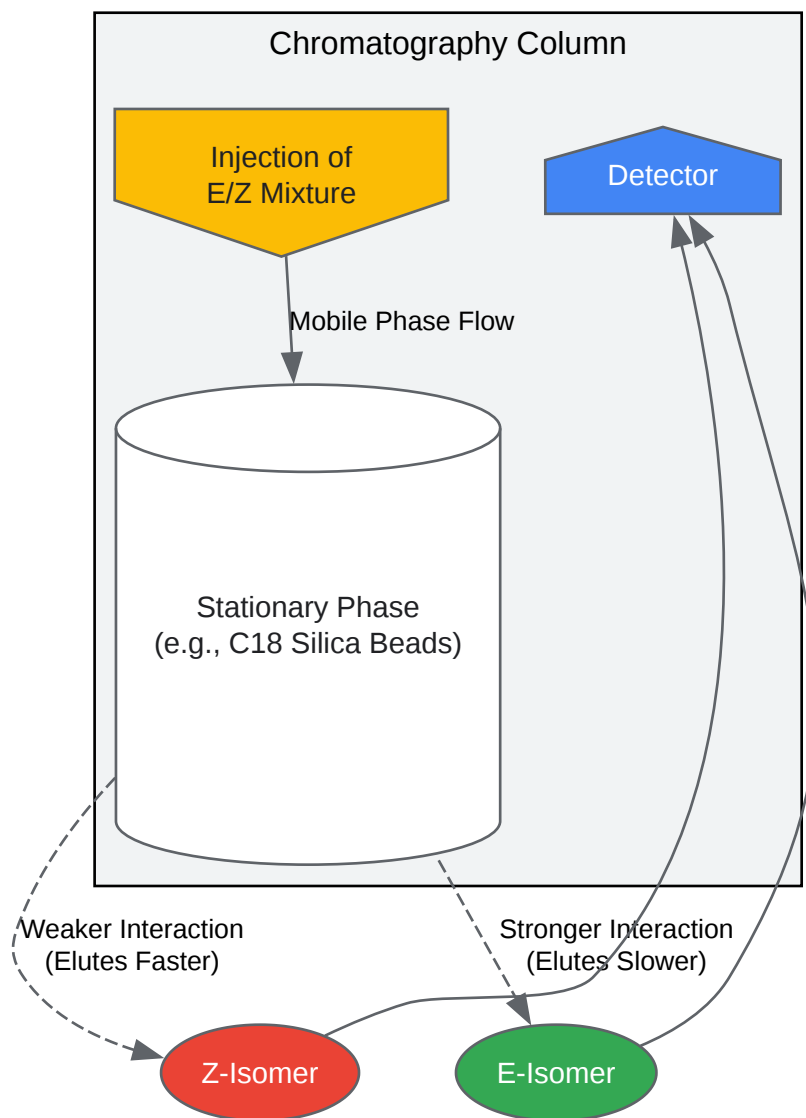 Chromatography Column
Injection of
E/Z Mixture
Detector
Mobile Phase Flow
Stationary Phase
(e.g., C18 Silica Beads)
Weaker Interaction
(Elutes Faster)
Stronger Interaction
(Elutes Slower)
Z-Isomer
E-Isomer